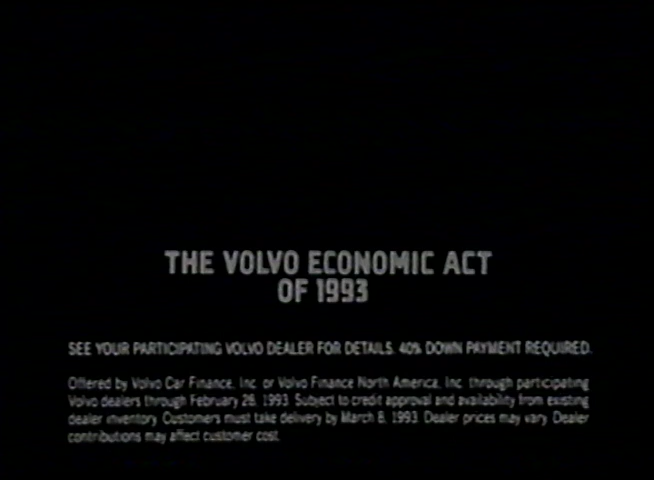 THE VOLVO ECONOMIC ACT
OF 1993
SEE YOUR PARTICIPATING VOLVO DEALER FOR DETAILS. 40% DOWN PAYMENT REQUIRED.
Offered by Volvo Car Finance, Inc. or Volvo Finance North America, Inc. through participating
Volvo dealers through February 28, 1993. Subject to credit approval and availability from existing
dealer inventory. Customers must take delivery by March 8, 1993. Dealer prices may vary. Dealer
contributions may affect customer cost.